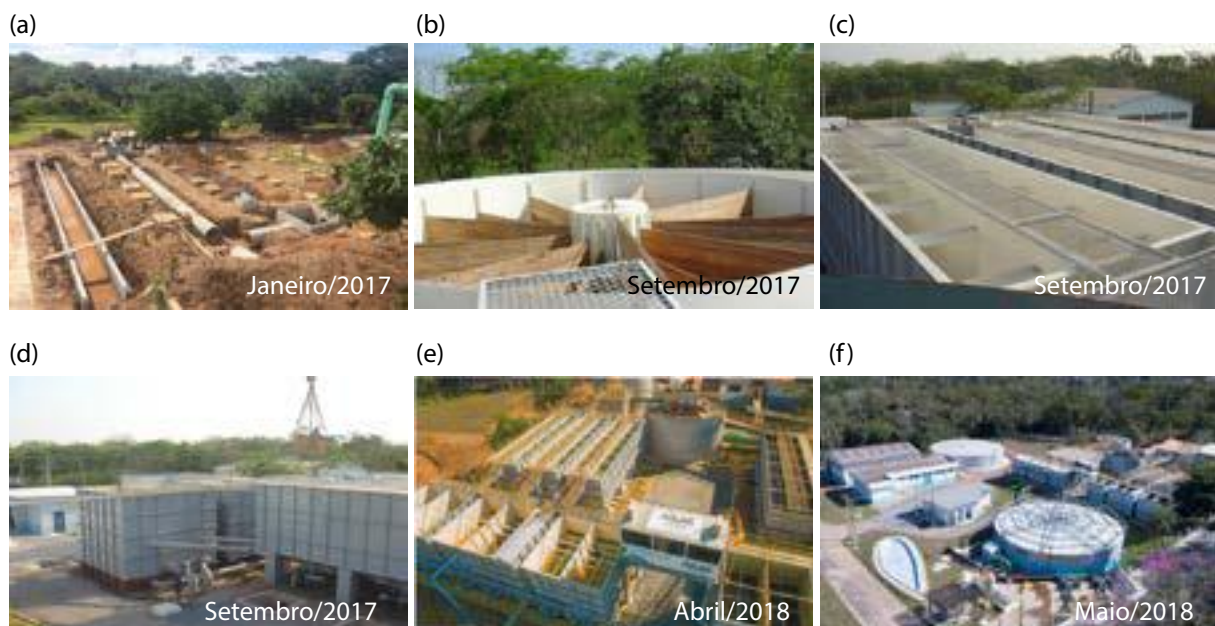 (a)
(b)
(c)
Janeiro/2017
Setembro/2017
Setembro/2017
(d)
(e)
(f)
Setembro/2017
Abril/2018
Maio/2018